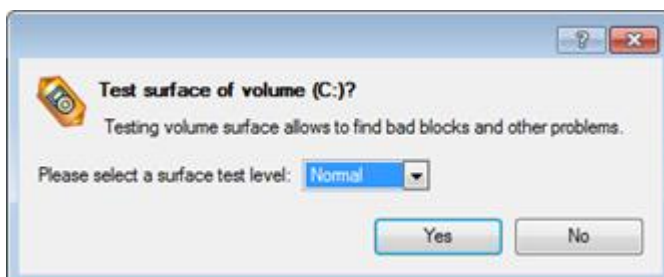 ?
Test surface of volume (C:)?
Testing volume surface allows to find bad blocks and other problems.
Please select a surface test level: Normal
Yes No